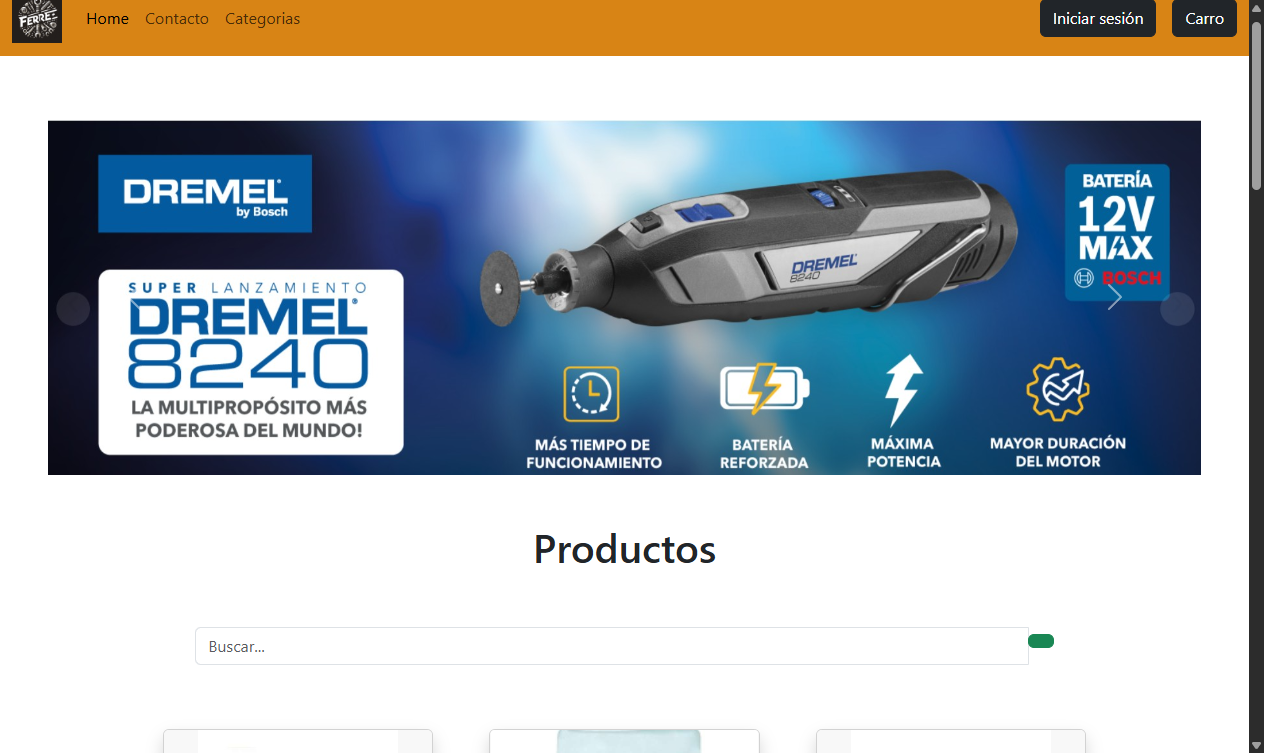 FERRE
Home
Contacto
Categorias
Iniciar sesión
Carro
DREMEL
by Bosch
BATERÍA
12V
MAX
BOSCH
DREMEL
8240
SUPER LANZAMIENTO
DREMEL
8240
LA MULTIPROPÓSITO MÁS
PODEROSA DEL MUNDO!
MÁS TIEMPO DE
FUNCIONAMIENTO
BATERÍA
REFORZADA
MÁXIMA
POTENCIA
MAYOR DURACIÓN
DEL MOTOR
Productos
Buscar...